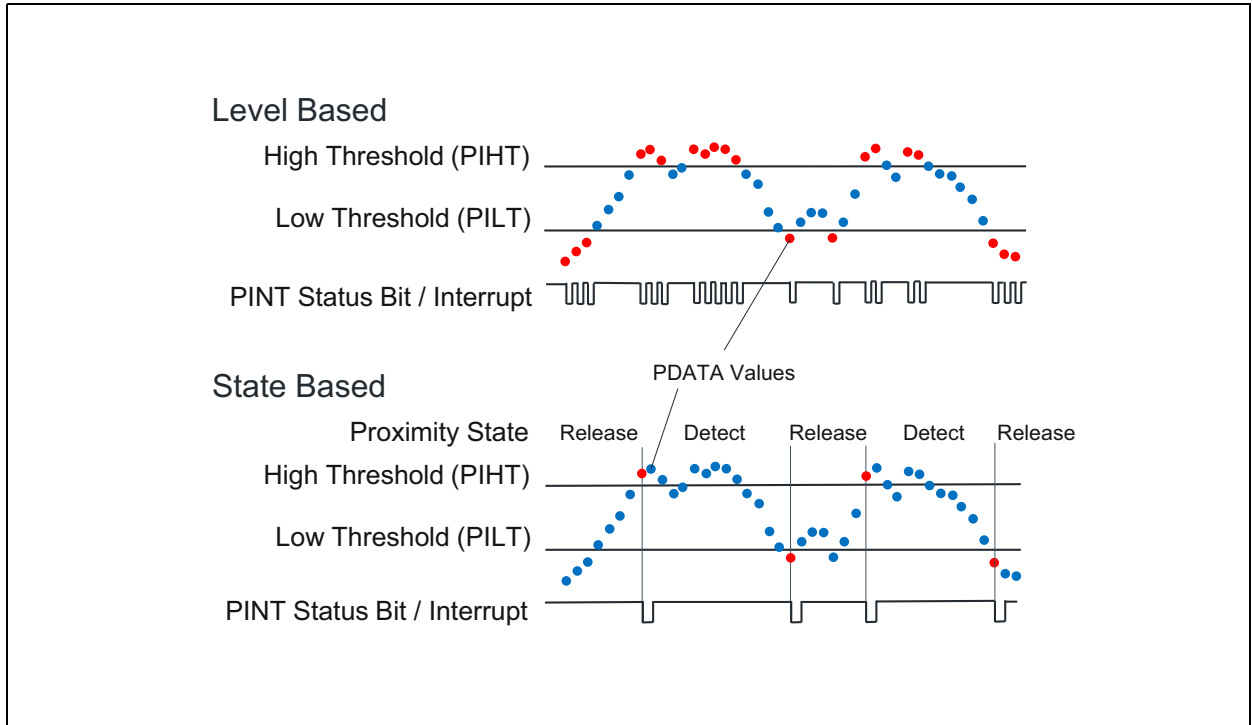 Level Based
High Threshold (PIHT)
Low Threshold (PILT)
PINT Status Bit / Interrupt
PDATA Values
State Based
Proximity State
Release
Detect
Release
Detect
Release
High Threshold (PIHT)
Low Threshold (PILT)
PINT Status Bit / Interrupt